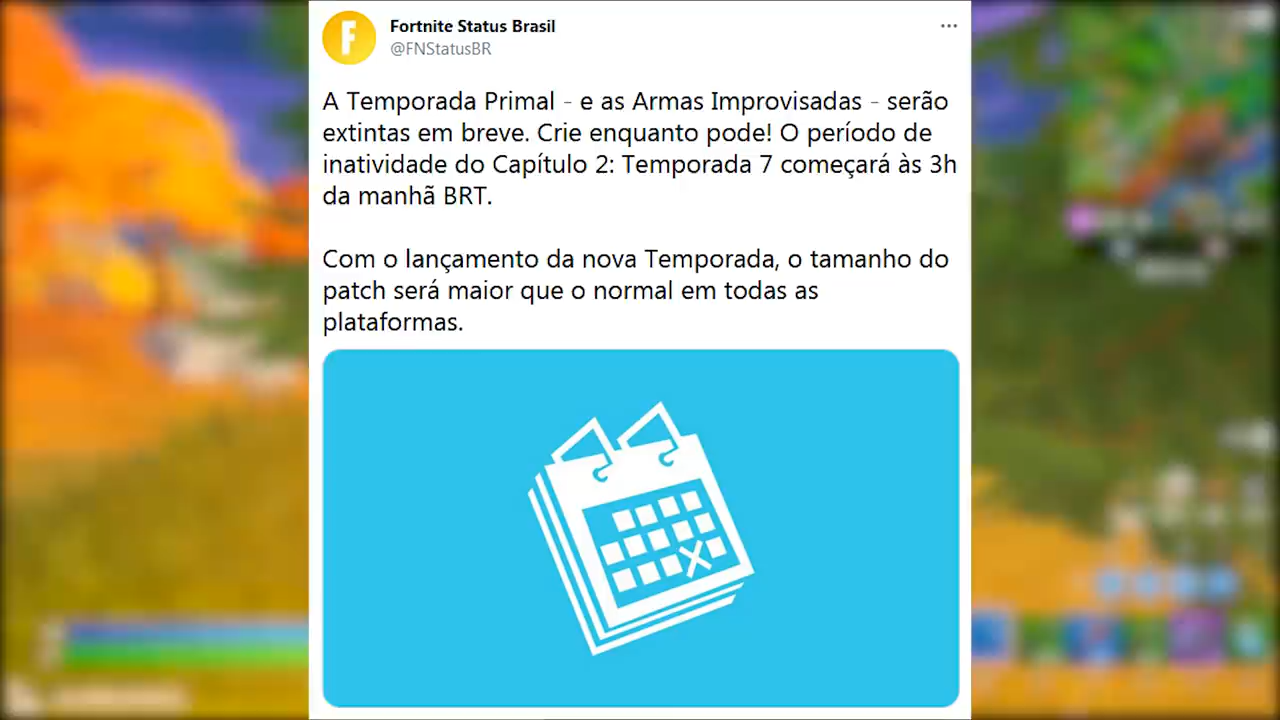 Fortnite Status Brasil
@FNStatusBR
A Temporada Primal - e as Armas Improvisadas - serão
extintas em breve. Crie enquanto pode! O período de
inatividade do Capítulo 2: Temporada 7 começará às 3h
da manhã BRT.
Com o lançamento da nova Temporada, o tamanho do
patch será maior que o normal em todas as
plataformas.